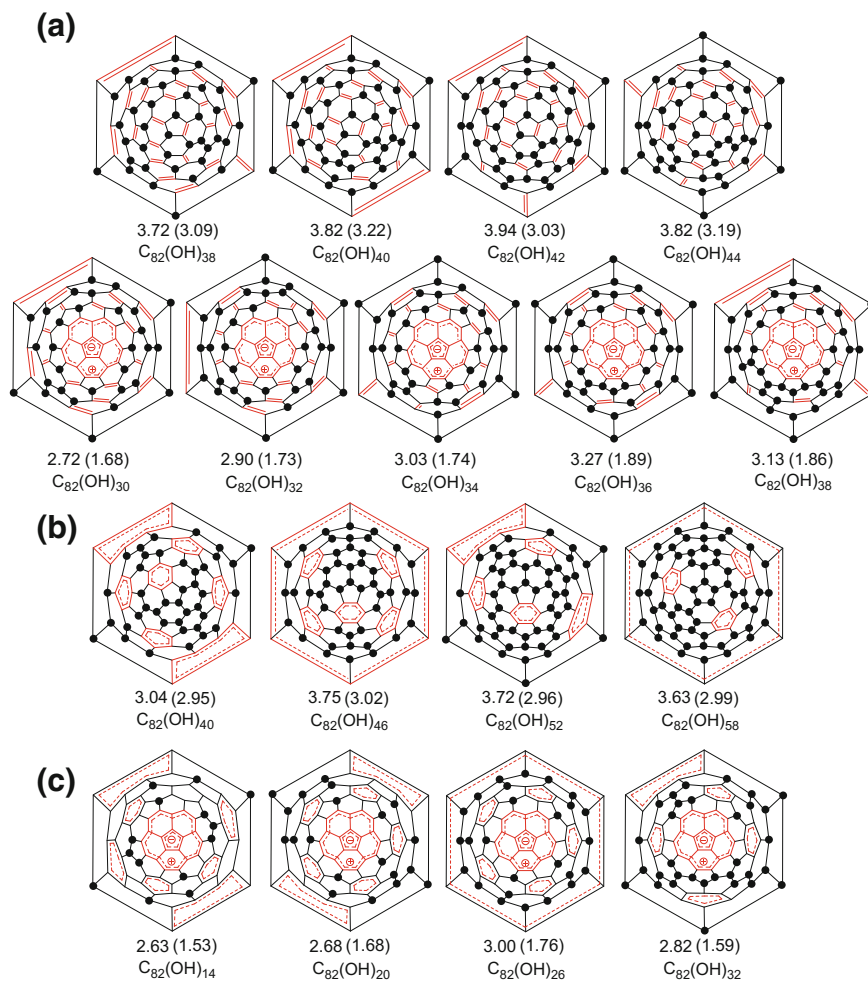 (a)
3.72 (3.09) 3.82 (3.22) 3.94 (3.03) 3.82 (3.19)
C₈₂(OH)₃₈ C₈₂(OH)₄₀ C₈₂(OH)₄₂ C₈₂(OH)₄₄
⊖ ⊖ ⊖ ⊖ ⊖
⊕ ⊕ ⊕ ⊕ ⊕
2.72 (1.68) 2.90 (1.73) 3.03 (1.74) 3.27 (1.89) 3.13 (1.86)
C₈₂(OH)₃₀ C₈₂(OH)₃₂ C₈₂(OH)₃₄ C₈₂(OH)₃₆ C₈₂(OH)₃₈
(b)
3.04 (2.95) 3.75 (3.02) 3.72 (2.96) 3.63 (2.99)
C₈₂(OH)₄₀ C₈₂(OH)₄₆ C₈₂(OH)₅₂ C₈₂(OH)₅₈
(c)
⊖ ⊖ ⊖ ⊖
⊕ ⊕ ⊕ ⊕
2.63 (1.53) 2.68 (1.68) 3.00 (1.76) 2.82 (1.59)
C₈₂(OH)₁₄ C₈₂(OH)₂₀ C₈₂(OH)₂₆ C₈₂(OH)₃₂